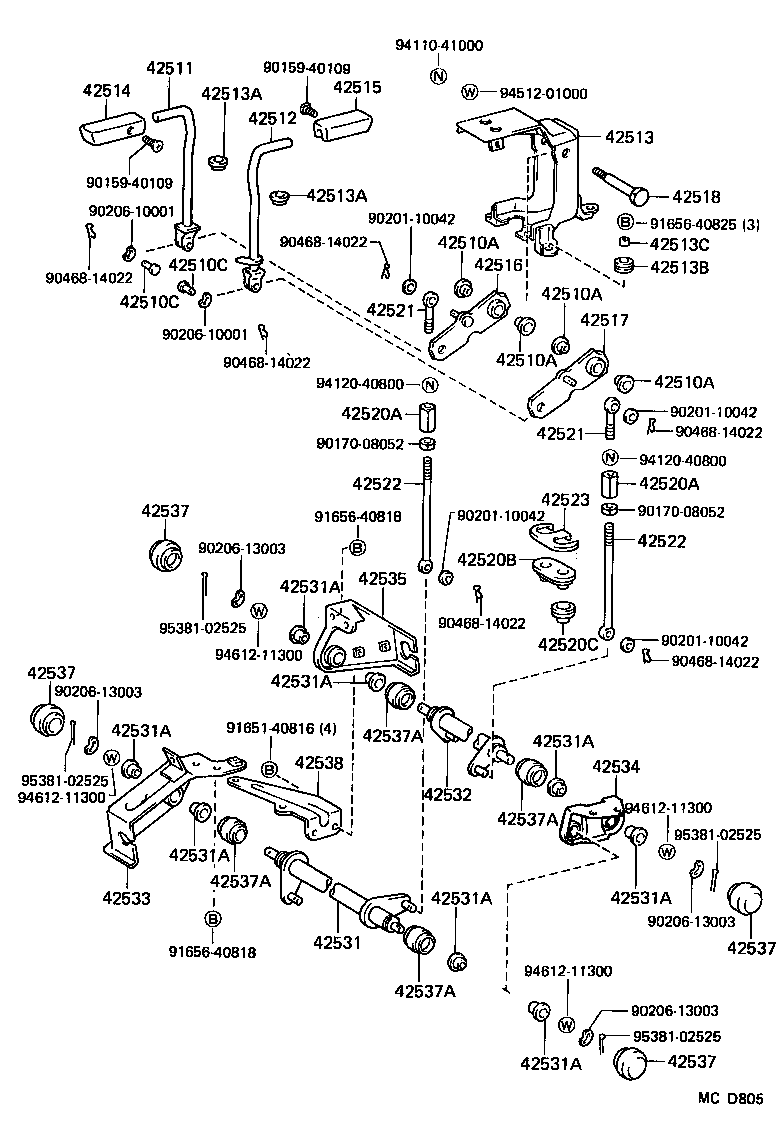 94110-41000
N
42511
90159-40109
42515
42514
42513A
W 94512-01000
42512
42513
90159-40109
42513A
42518
90206-10001
90201-10042
B 91656-40825 (3)
90468-14022
42510A
42513C
42510C
42516
42513B
90468-14022
42510C
42510A
42521
42517
90206-10001
90468-14022
42510A
42510A
94120-40800 N
90201-10042
42520A
42521
90468-14022
90170-08052
N 94120-40800
42522
42520A
42523
42537
91656-40818
90201-10042
90170-08052
B
42522
90206-13003
42520B
42531A
42535
W
95381-02525
90468-14022
90201-10042
94612-11300
42520C
90468-14022
42537
42531A
90206-13003
91651-40816 (4)
42537A
42531A
42531A
42538
42534
W
B
95381-02525
42532
94612-11300
94612-11300
42537A
95381-02525
W
42531A
42533
42537A
42531A
42531A
90206-13003
B
42531
42537
91656-40818
94612-11300
42537A
90206-13003
W
95381-02525
42531A
42537
MC D805